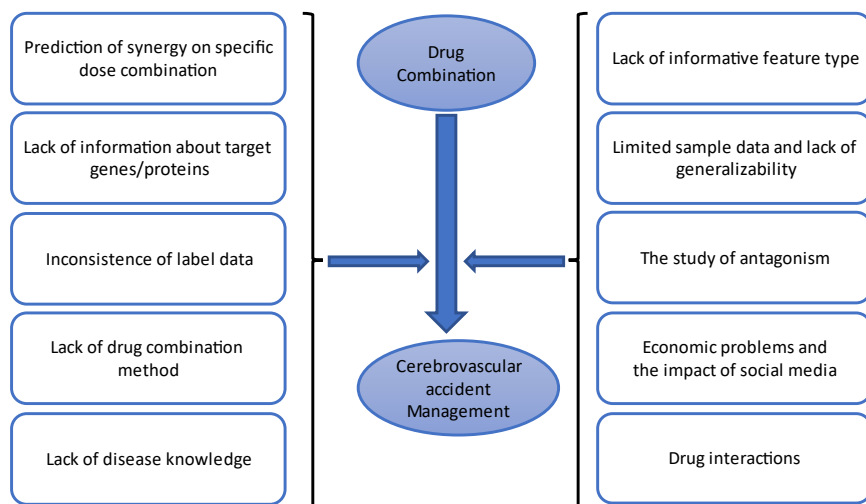 Prediction of synergy on specific
dose combination
Lack of information about target
genes/proteins
Inconsistence of label data
Lack of drug combination
method
Lack of disease knowledge
Drug
Combination
Cerebrovascular
accident
Management
Lack of informative feature type
Limited sample data and lack of
generalizability
The study of antagonism
Economic problems and
the impact of social media
Drug interactions